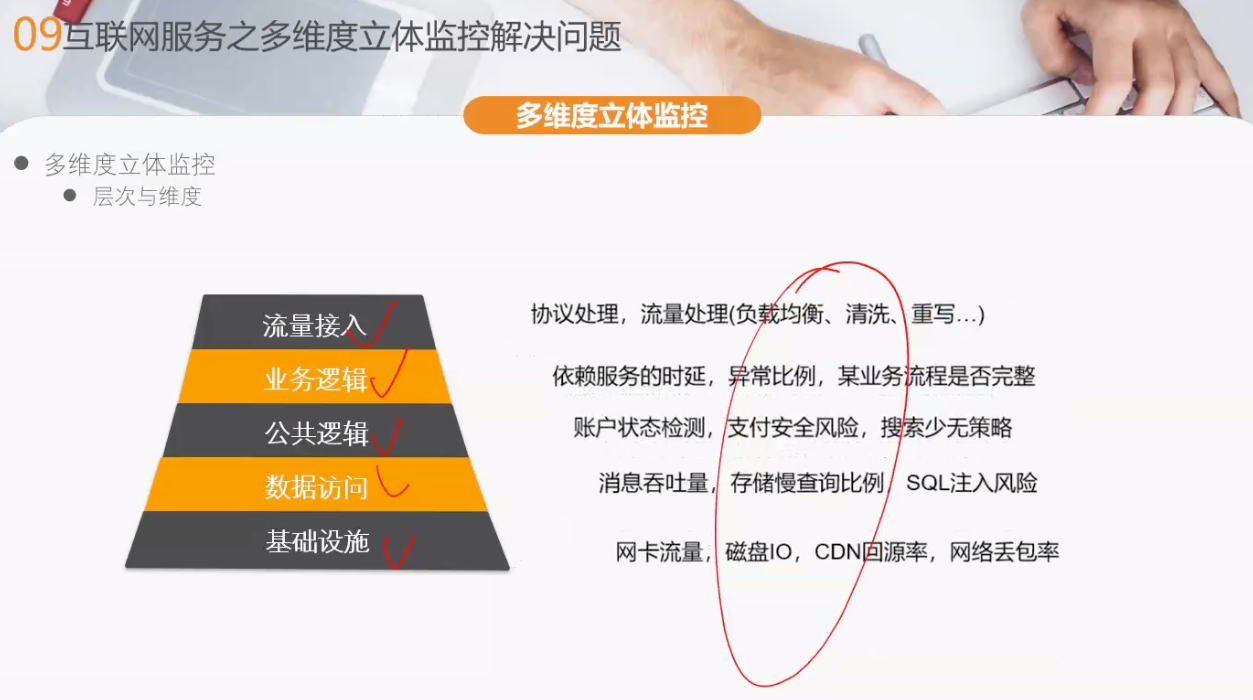 09互联网服务之多维度立体监控解决问题
多维度立体监控
多维度立体监控
层次与维度
流量接入
协议处理，流量处理(负载均衡、清洗、重写...)
业务逻辑
依赖服务的时延，异常比例，某业务流程是否完整
公共逻辑
账户状态检测，支付安全风险，搜索少无策略
数据访问
消息吞吐量，存储慢查询比例，SQL注入风险
基础设施
网卡流量，磁盘IO，CDN回源率，网络丢包率